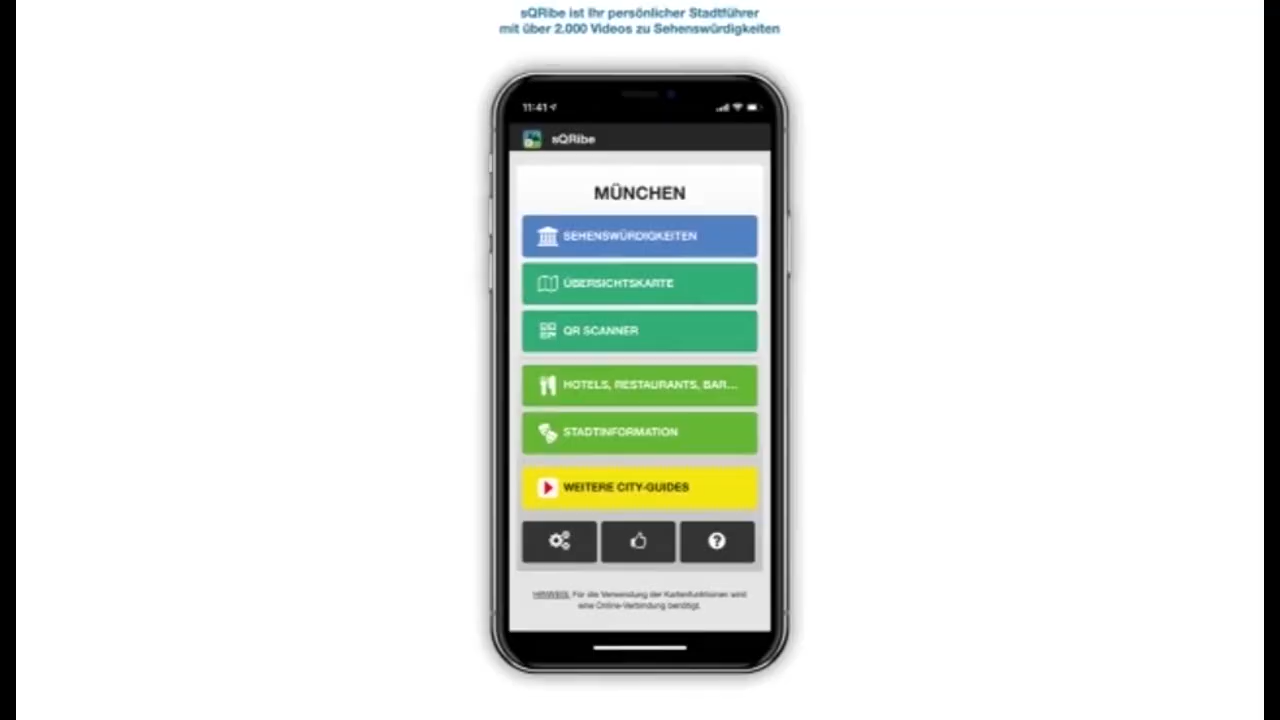 sQRibe ist Ihr persönlicher Stadtführer
mit über 2.000 Videos zu Sehenswürdigkeiten
11:41
sQRibe
MÜNCHEN
SEHENSWÜRDIGKEITEN
ÜBERSICHTSKARTE
QR SCANNER
HOTELS, RESTAURANTS, BAR...
STADTINFORMATION
WEITERE CITY-GUIDES
HINWEIS: Für die Verwendung der Kartenfunktionen wird
eine Online-Verbindung benötigt.